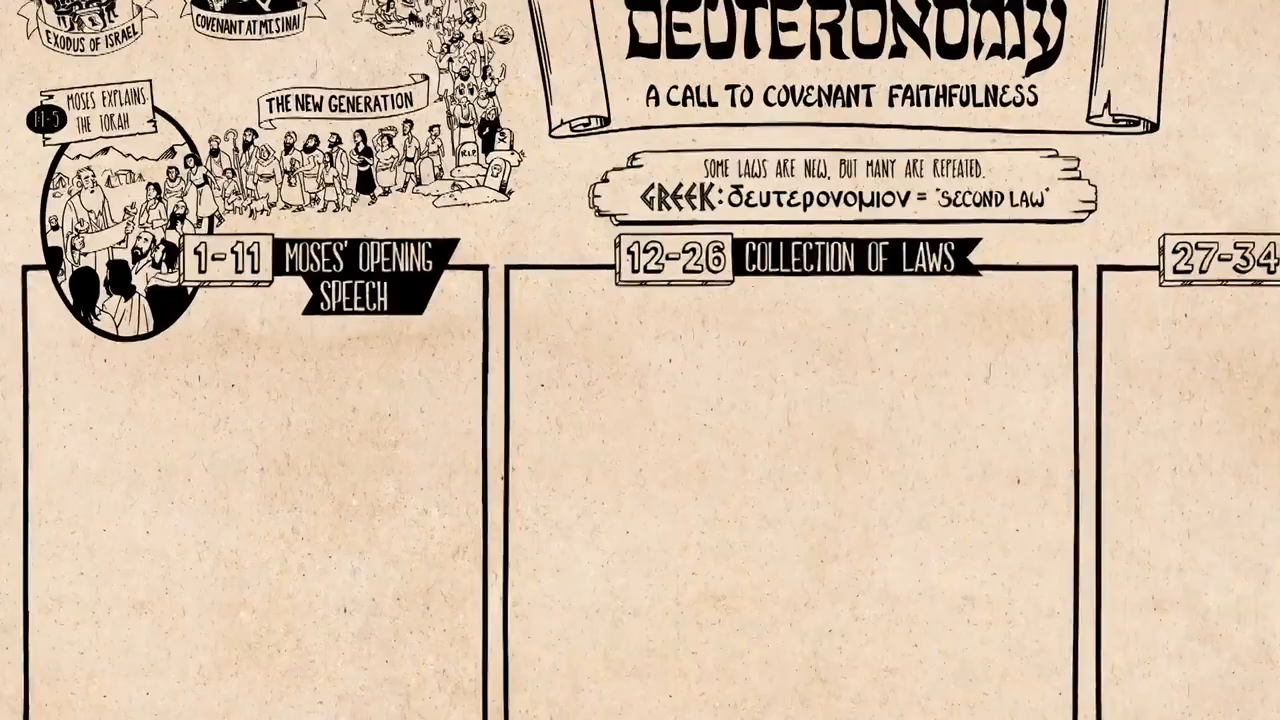 EXODUS OF ISRAEL
COVENANT AT MT. SINAI
DEUTERONOMY
A CALL TO COVENANT FAITHFULNESS
1:1-5
MOSES EXPLAINS
THE TORAH
THE NEW GENERATION
RIP
SOME LAWS ARE NEW, BUT MANY ARE REPEATED.
GREEK: δευτερονομιον = "SECOND LAW"
1-11 MOSES' OPENING
SPEECH
12-26 COLLECTION OF LAWS
27-34